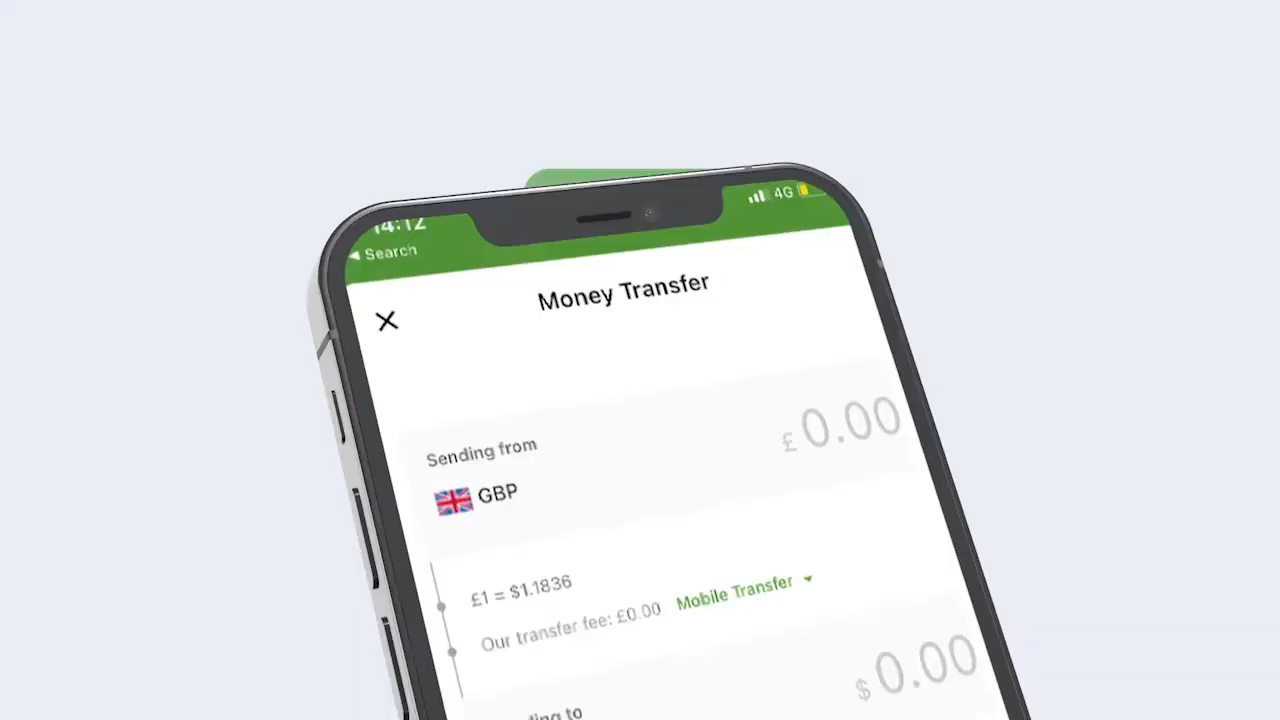 14:12
4G
Search
Money Transfer
Sending from
£ 0.00
GBP
£1 = $1.1836
Our transfer fee: £0.00 Mobile Transfer
$ 0.00
to